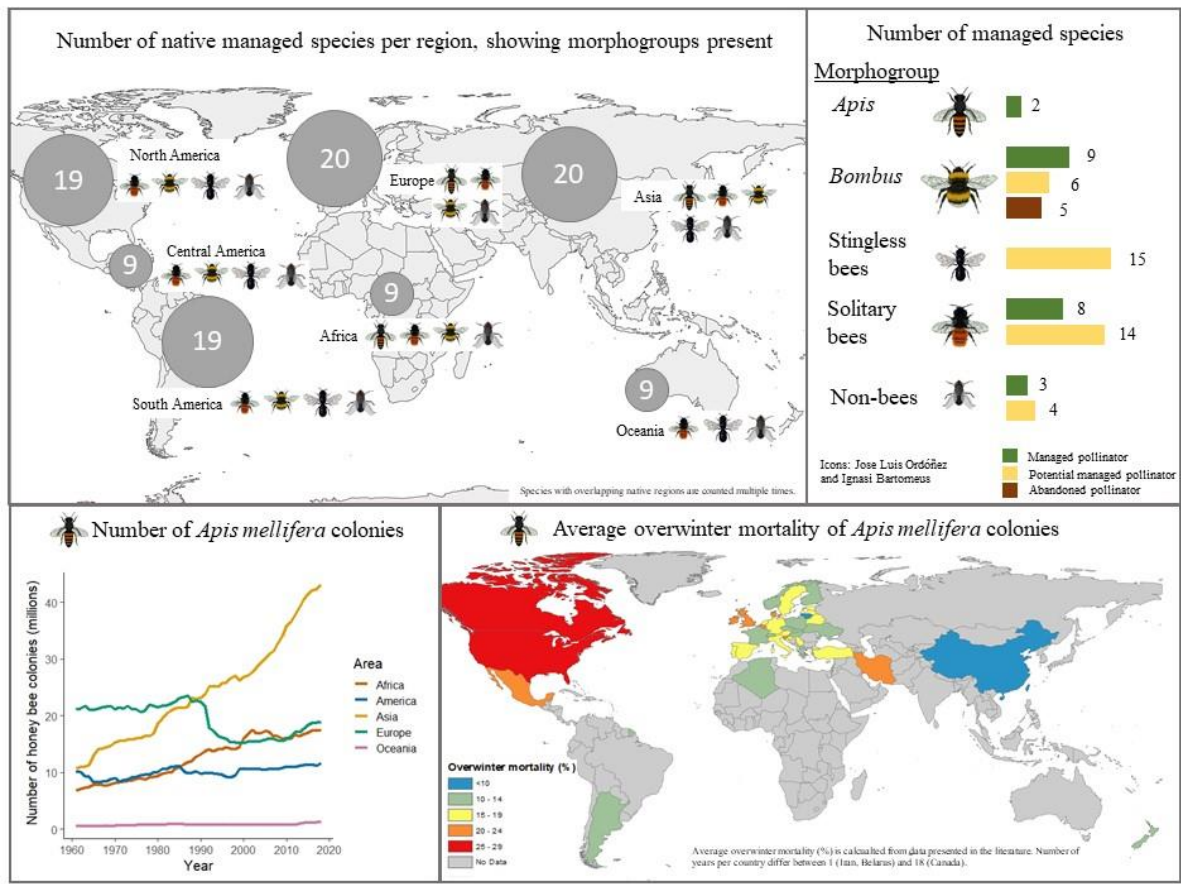 Number of native managed species per region, showing morphogroups present
19
North America
20
Europe
20
Asia
9
Central America
9
Africa
19
South America
9
Oceania
Species with overlapping native regions are counted multiple times.
Number of managed species
Morphogroup
Apis
2
Bombus
9
6
5
Stingless
bees
15
Solitary
bees
8
14
Non-bees
3
4
Icons: Jose Luis Ordóñez
and Ignasi Bartomeus
Managed pollinator
Potential managed pollinator
Abandoned pollinator
Number of Apis mellifera colonies
Number of honey bee colonies (millions)
40
30
20
10
0
1960 1970 1980 1990 2000 2010 2020
Year
Area
Africa
America
Asia
Europe
Oceania
Average overwinter mortality of Apis mellifera colonies
Overwinter mortality (%)
<10
10 - 14
15 - 19
20 - 24
25 - 29
No Data
Average overwinter mortality (%) is calcualted from data presented in the literature. Number of
years per country differ between 1 (Iran, Belarus) and 18 (Canada).